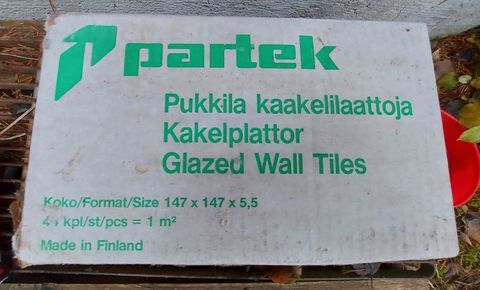 partek
Pukkila kaakelilaattoja
Kakelplattor
Glazed Wall Tiles
Koko/Format/Size 147 x 147 x 5,5
kpl/st/pcs = 1 m²
Made in Finland